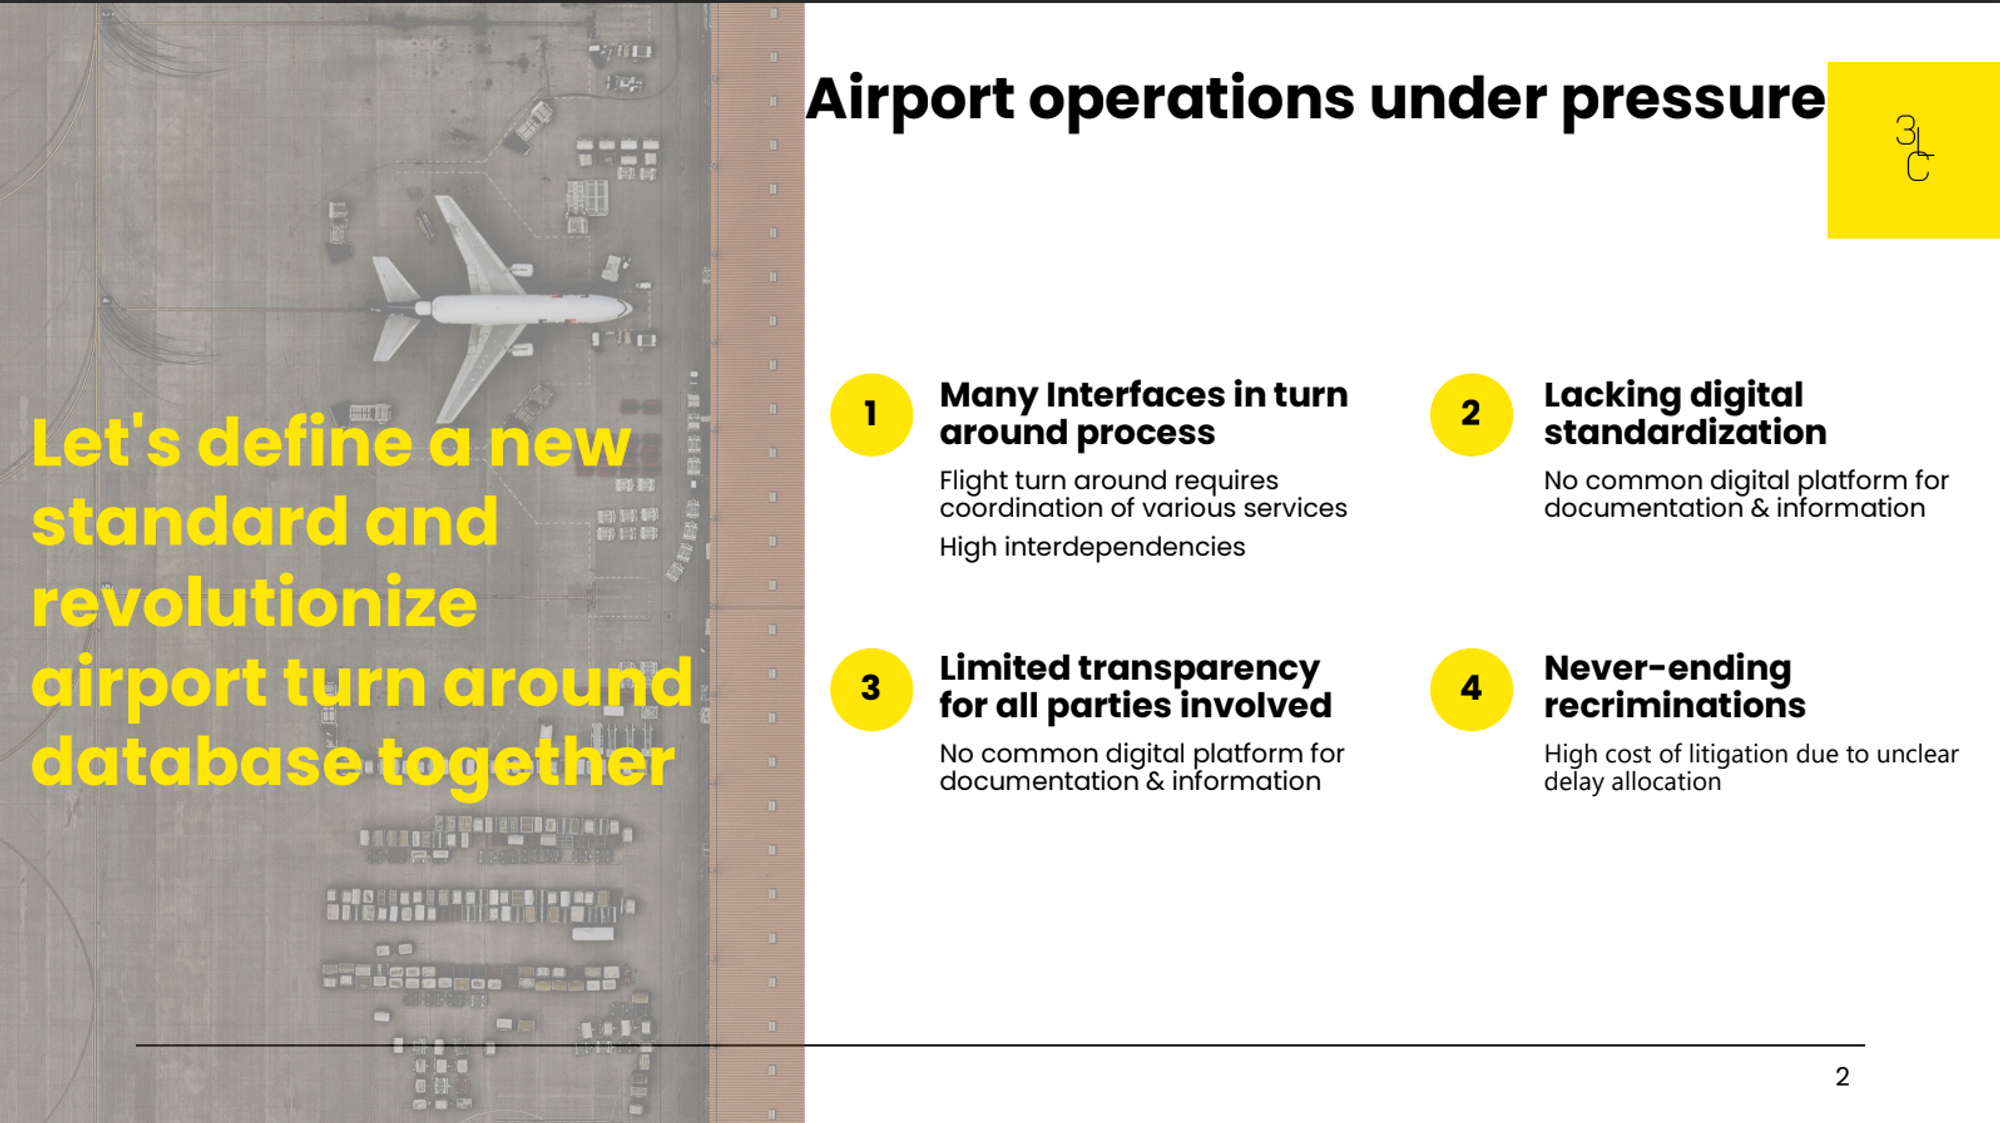 Airport operations under pressure
3LC
Let's define a new
standard and
revolutionize
airport turn around
database together
1
Many Interfaces in turn
around process
Flight turn around requires
coordination of various services
High interdependencies
2
Lacking digital
standardization
No common digital platform for
documentation & information
3
Limited transparency
for all parties involved
No common digital platform for
documentation & information
4
Never-ending
recriminations
High cost of litigation due to unclear
delay allocation
2